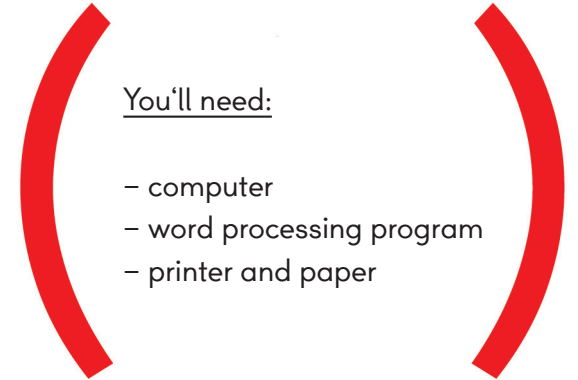 You‘ll need:
– computer
– word processing program
– printer and paper